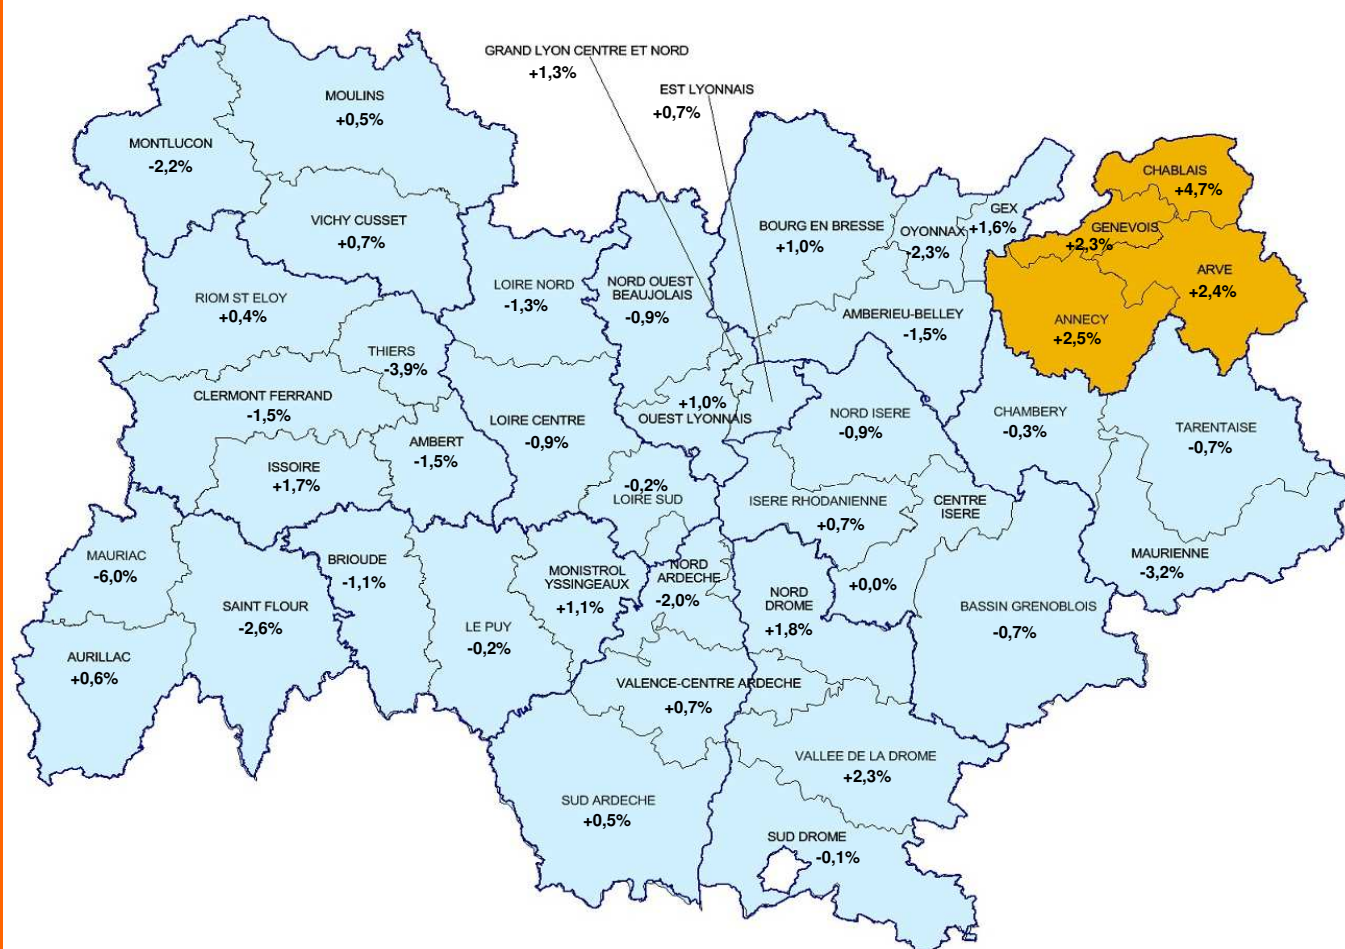 GRAND LYON CENTRE ET NORD
+1,3%
EST LYONNAIS
+0,7%
MOULINS
+0,5%
MONTLUCON
-2,2%
VICHY CUSSET
+0,7%
CHABLAIS
+4,7%
GEX
+1,6%
BOURG EN BRESSE
+1,0%
OYONNAX
-2,3%
GENEVOIS
+2,3%
ARVE
+2,4%
RIOM ST ELOY
+0,4%
LOIRE NORD
-1,3%
NORD OUEST
BEAUJOLAIS
-0,9%
AMBERIEU-BELLEY
-1,5%
ANNECY
+2,5%
THIERS
-3,9%
CLERMONT FERRAND
-1,5%
LOIRE CENTRE
-0,9%
+1,0%
OUEST LYONNAIS
NORD ISERE
-0,9%
CHAMBERY
-0,3%
TARENTAISE
-0,7%
AMBERT
-1,5%
ISSOIRE
+1,7%
-0,2%
LOIRE SUD
ISERE RHODANIENNE
+0,7%
CENTRE
ISERE
+0,0%
MAURIAC
-6,0%
BRIOUDE
-1,1%
MONISTROL
YSSINGEAUX
+1,1%
NORD
ARDECHE
-2,0%
NORD
DROME
+1,8%
MAURIENNE
-3,2%
SAINT FLOUR
-2,6%
LE PUY
-0,2%
BASSIN GRENOBLOIS
-0,7%
AURILLAC
+0,6%
VALENCE-CENTRE ARDECHE
+0,7%
VALLEE DE LA DROME
+2,3%
SUD ARDECHE
+0,5%
SUD DROME
-0,1%